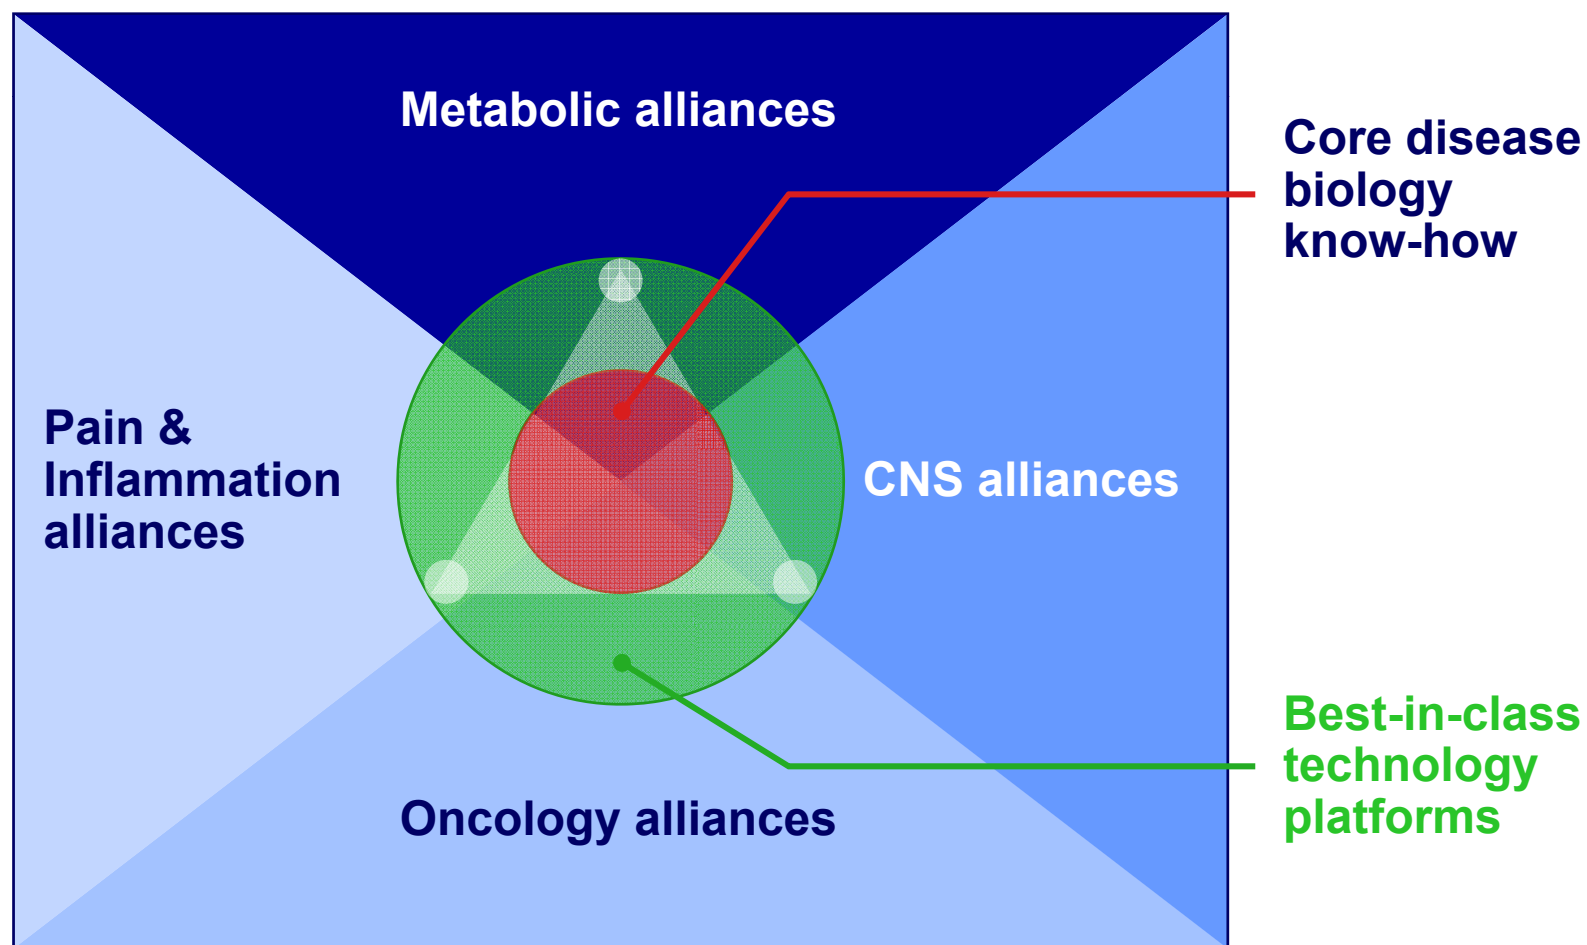 Metabolic alliances
Core disease
biology
know-how
Pain &
Inflammation
alliances
CNS alliances
Best-in-class
technology
platforms
Oncology alliances